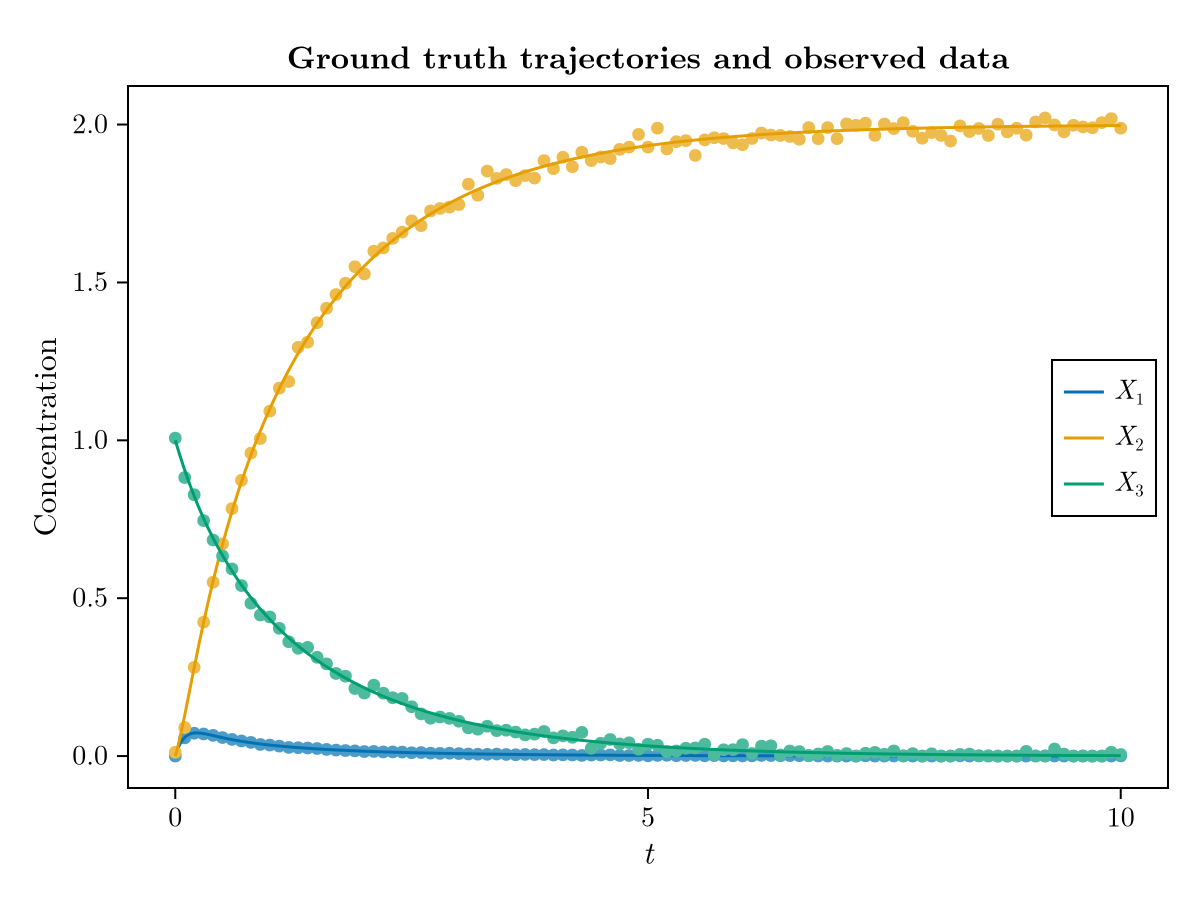 Ground truth trajectories and observed data
Concentration
2.0
1.5
1.0
0.5
0.0
X₁
X₂
X₃
0 5 10
t